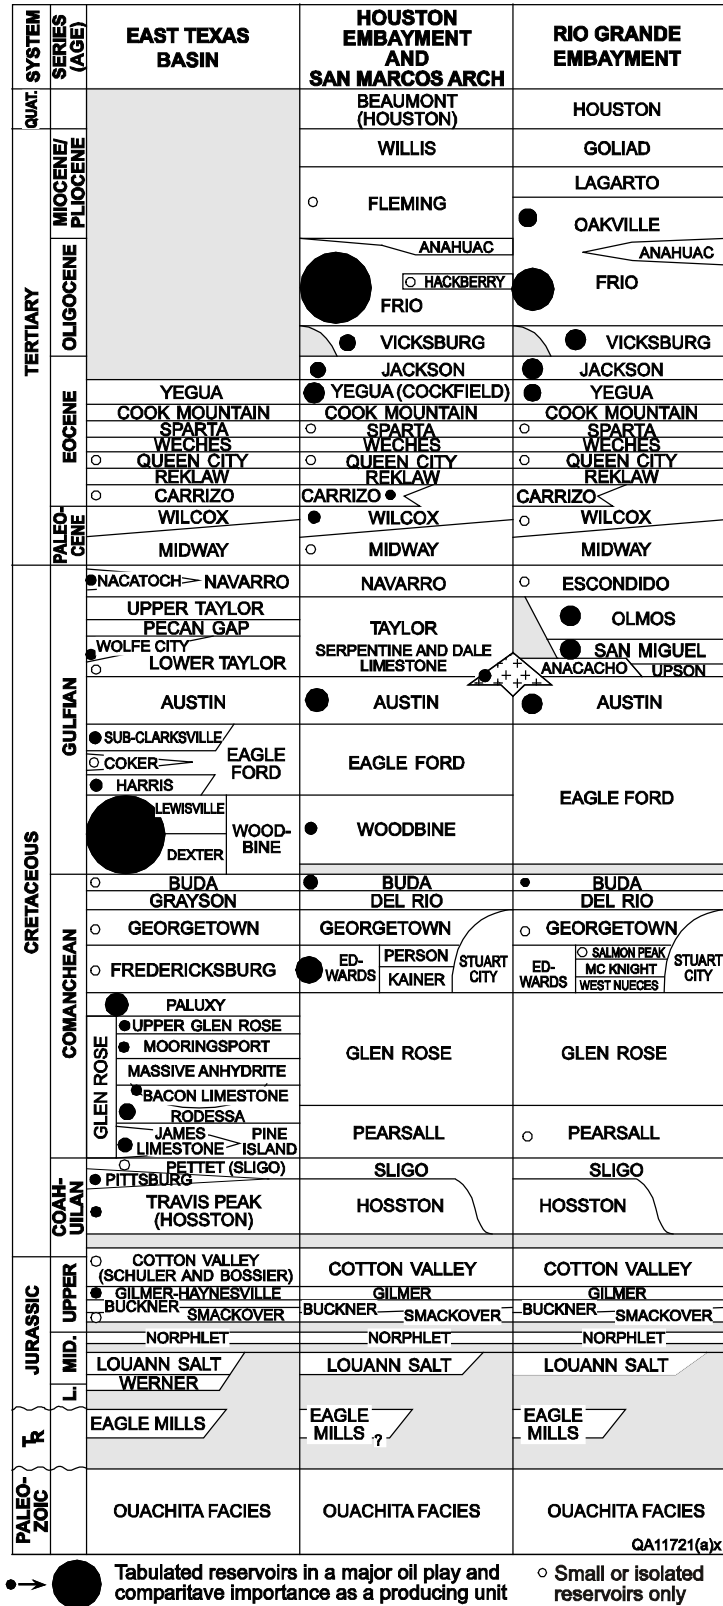 SYSTEM
SERIES
(AGE)
EAST TEXAS
BASIN
HOUSTON
EMBAYMENT
AND
SAN MARCOS ARCH
RIO GRANDE
EMBAYMENT
QUAT.
TERTIARY
CRETACEOUS
JURASSIC
TR
PALEO-
ZOIC
MIOCENE/
PLIOCENE
OLIGOCENE
EOCENE
PALEO-
CENE
GULFIAN
COMANCHEAN
COAH-
UILAN
UPPER
MID.
L.
YEGUA
COOK MOUNTAIN
SPARTA
WECHES
QUEEN CITY
REKLAW
CARRIZO
WILCOX
MIDWAY
NACATOCH
NAVARRO
UPPER TAYLOR
PECAN GAP
WOLFE CITY
LOWER TAYLOR
AUSTIN
SUB-CLARKSVILLE
COKER
HARRIS
EAGLE
FORD
LEWISVILLE
DEXTER
WOOD-
BINE
BUDA
GRAYSON
GEORGETOWN
FREDERICKSBURG
PALUXY
GLEN ROSE
UPPER GLEN ROSE
MOORINGSPORT
MASSIVE ANHYDRITE
BACON LIMESTONE
RODESSA
JAMES
LIMESTONE
PINE
ISLAND
PETTET (SLIGO)
PITTSBURG
TRAVIS PEAK
(HOSSTON)
COTTON VALLEY
(SCHULER AND BOSSIER)
GILMER-HAYNESVILLE
BUCKNER
SMACKOVER
NORPHLET
LOUANN SALT
WERNER
EAGLE MILLS
OUACHITA FACIES
BEAUMONT
(HOUSTON)
WILLIS
FLEMING
ANAHUAC
HACKBERRY
FRIO
VICKSBURG
JACKSON
YEGUA (COCKFIELD)
COOK MOUNTAIN
SPARTA
WECHES
QUEEN CITY
REKLAW
CARRIZO
WILCOX
MIDWAY
NAVARRO
TAYLOR
SERPENTINE AND DALE
LIMESTONE
AUSTIN
EAGLE FORD
WOODBINE
BUDA
DEL RIO
GEORGETOWN
ED-
WARDS
PERSON
KAINER
STUART
CITY
GLEN ROSE
PEARSALL
SLIGO
HOSSTON
COTTON VALLEY
GILMER
BUCKNER
SMACKOVER
NORPHLET
LOUANN SALT
EAGLE
MILLS
?
OUACHITA FACIES
HOUSTON
GOLIAD
LAGARTO
OAKVILLE
ANAHUAC
FRIO
VICKSBURG
JACKSON
YEGUA
COOK MOUNTAIN
SPARTA
WECHES
QUEEN CITY
REKLAW
CARRIZO
WILCOX
MIDWAY
ESCONDIDO
OLMOS
SAN MIGUEL
ANACACHO
UPSON
AUSTIN
EAGLE FORD
BUDA
DEL RIO
GEORGETOWN
ED-
WARDS
SALMON PEAK
MC KNIGHT
WEST NUECES
STUART
CITY
GLEN ROSE
PEARSALL
SLIGO
HOSSTON
COTTON VALLEY
GILMER
BUCKNER
SMACKOVER
NORPHLET
LOUANN SALT
EAGLE
MILLS
OUACHITA FACIES
QA11721(a)x
Tabulated reservoirs in a major oil play and
comparitave importance as a producing unit
Small or isolated
reservoirs only